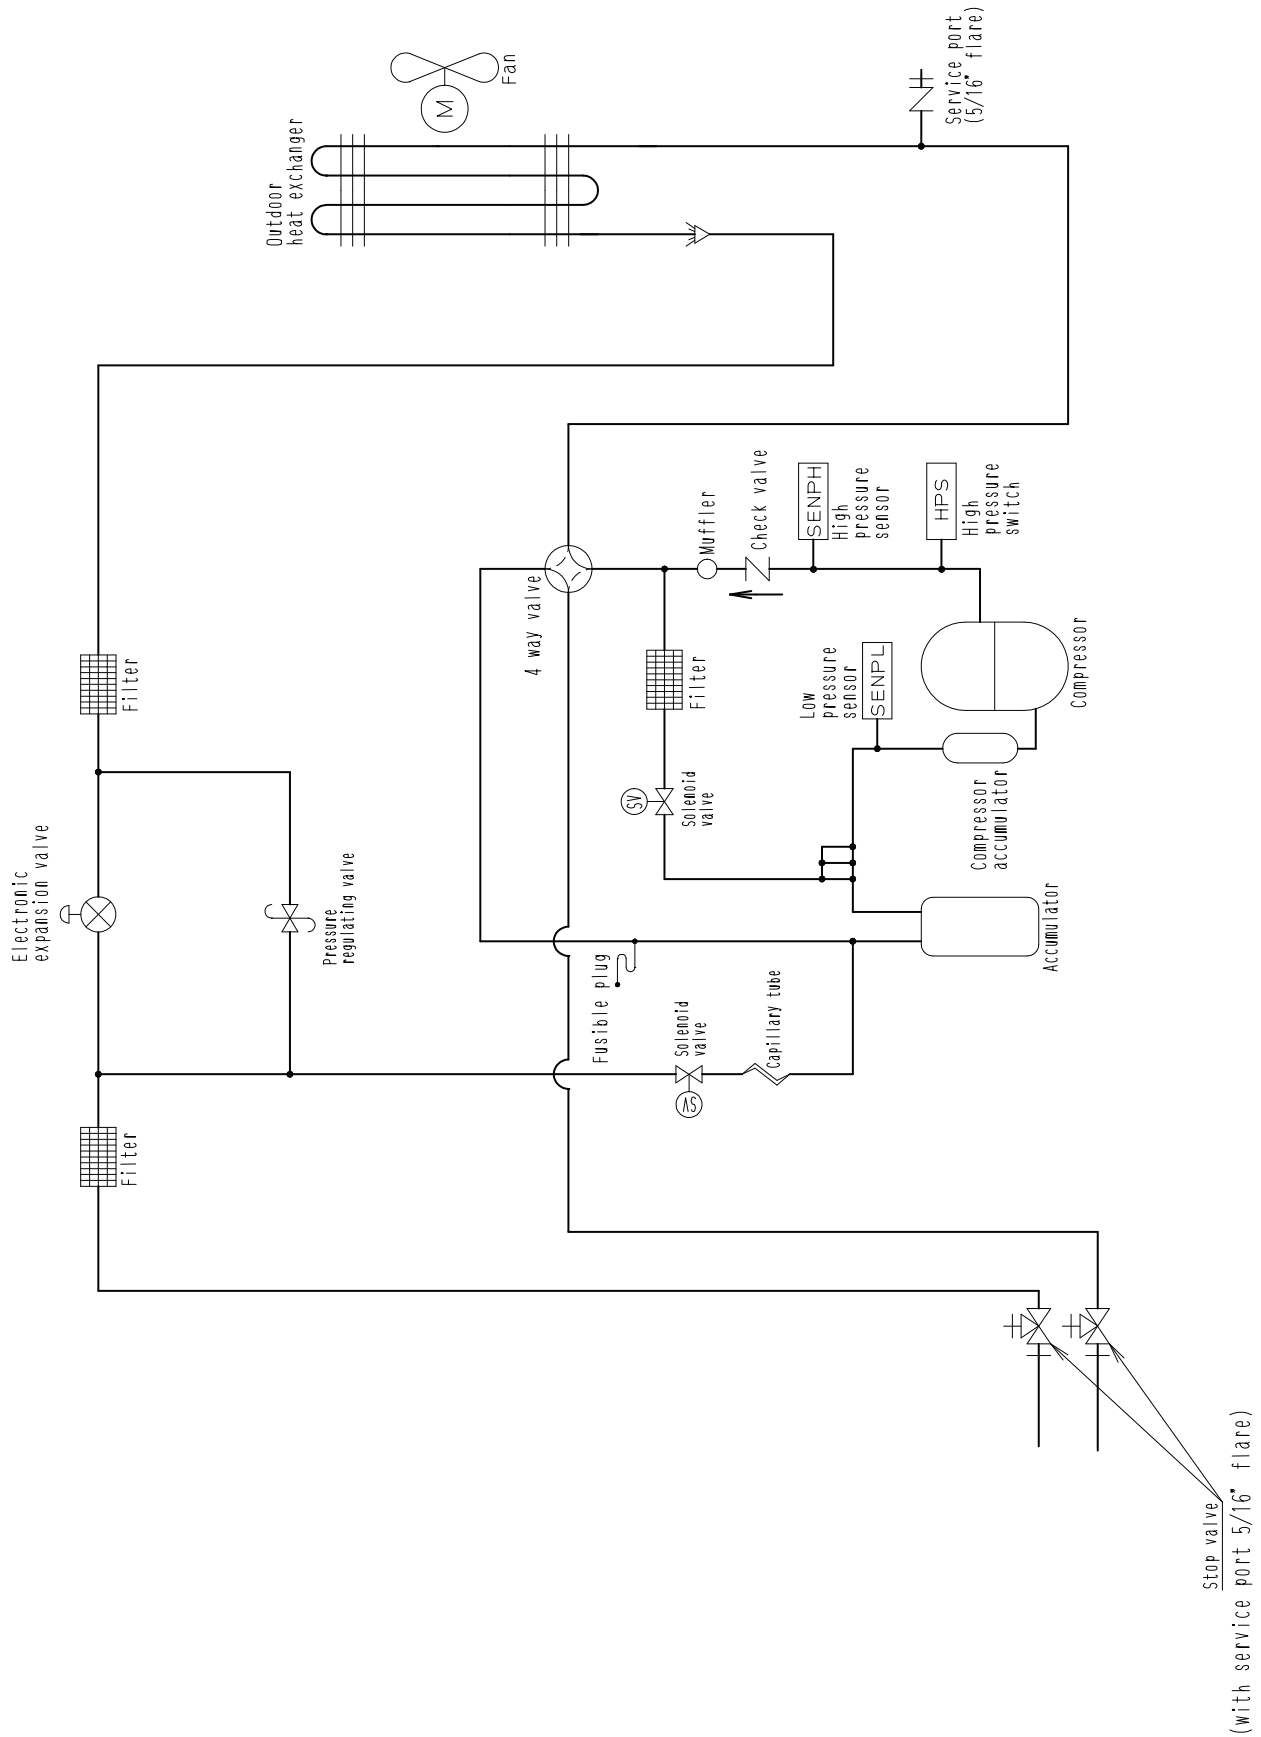 Electronic
expansion valve
Filter
Filter
Pressure
regulating valve
Outdoor
heat exchanger
M
Fan
Service port
(5/16" flare)
4 way valve
Muffler
Check valve
SENPH
High
pressure
sensor
HPS
High
pressure
switch
Filter
SV
Solenoid
valve
Low
pressure
sensor
SENPL
Compressor
Compressor
accumulator
Accumulator
Fusible plug
SV
Solenoid
valve
Capillary tube
Stop valve
(with service port 5/16" flare)